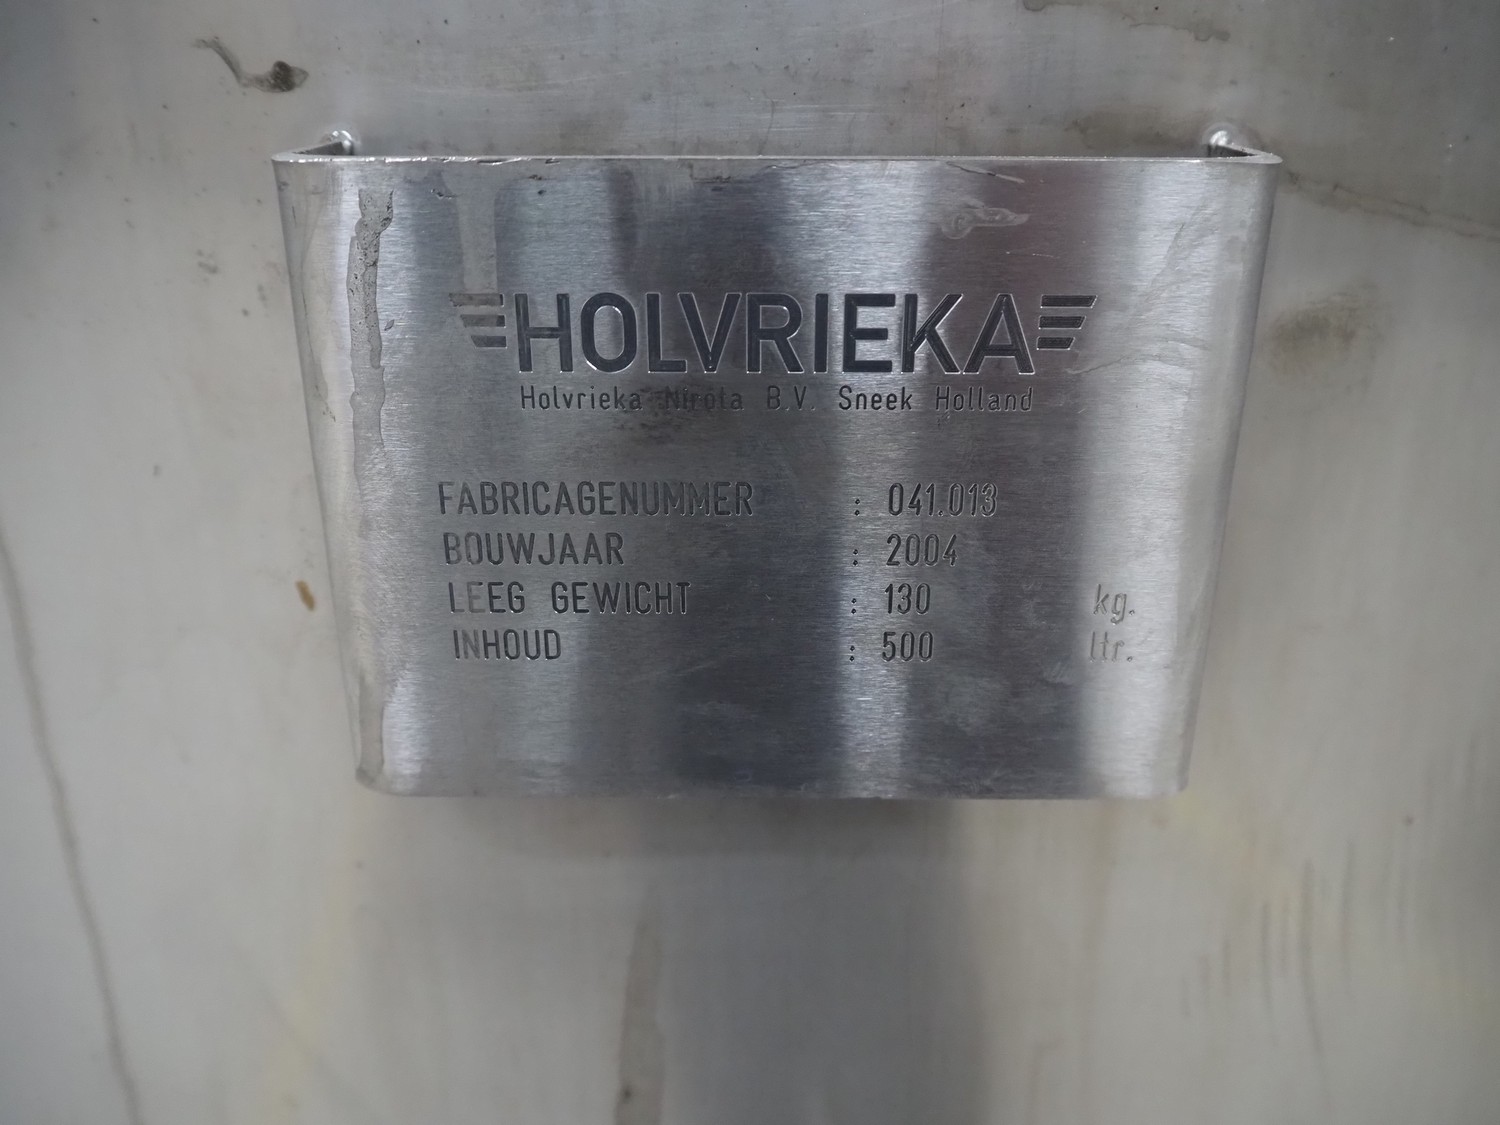 HOLVRIEKA
Holvrieka Nirota B.V. Sneek Holland
FABRICAGENUMMER : 041.013
BOUWJAAR : 2004
LEEG GEWICHT : 130 kg.
INHOUD : 500 ltr.